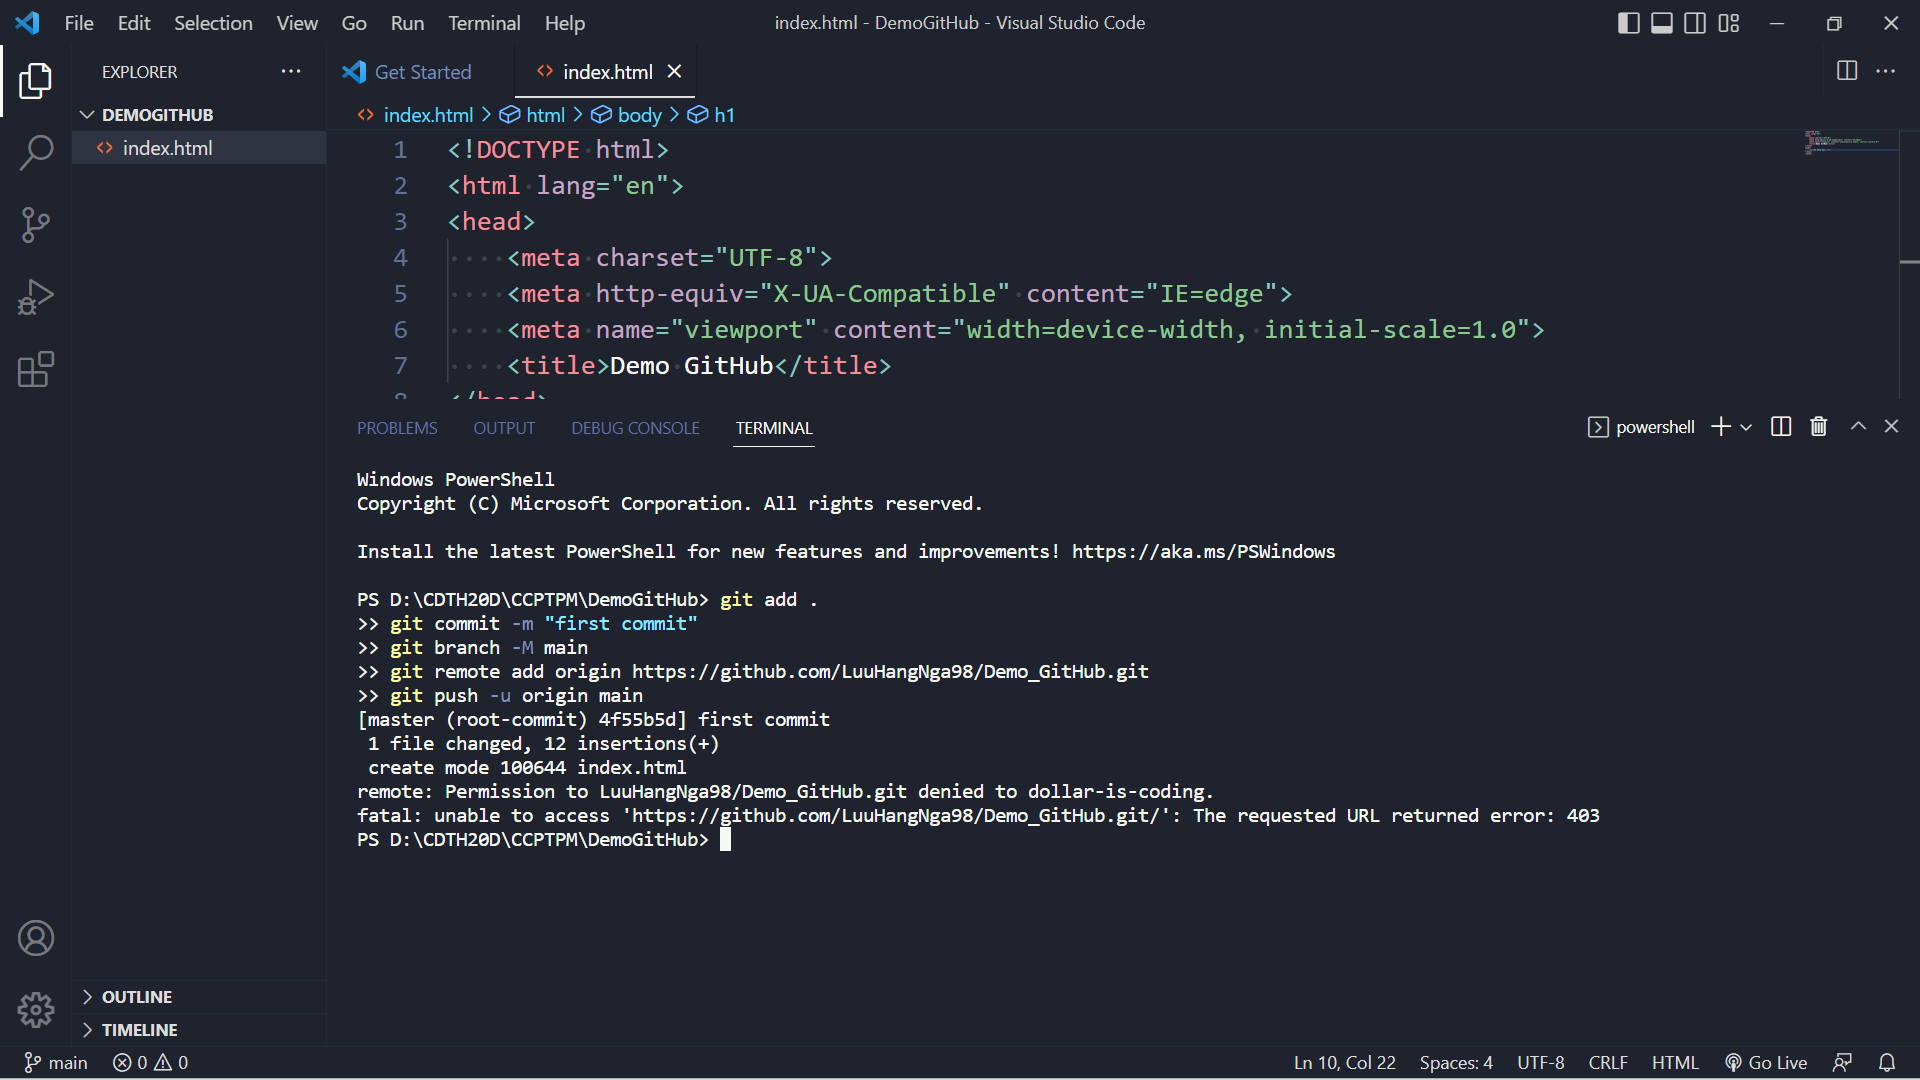 File Edit Selection View Go Run Terminal Help
index.html - DemoGitHub - Visual Studio Code
EXPLORER
DEMOGITHUB
index.html
Get Started
index.html
index.html > html > body > h1
1 <!DOCTYPE html>
2 <html lang="en">
3 <head>
4 <meta charset="UTF-8">
5 <meta http-equiv="X-UA-Compatible" content="IE=edge">
6 <meta name="viewport" content="width=device-width, initial-scale=1.0">
7 <title>Demo GitHub</title>
8 </head>
PROBLEMS OUTPUT DEBUG CONSOLE TERMINAL
powershell
Windows PowerShell
Copyright (C) Microsoft Corporation. All rights reserved.
Install the latest PowerShell for new features and improvements! https://aka.ms/PSWindows
PS D:\CDTH20D\CCPTPM\DemoGitHub> git add .
>> git commit -m "first commit"
>> git branch -M main
>> git remote add origin https://github.com/LuuHangNga98/Demo_GitHub.git
>> git push -u origin main
[master (root-commit) 4f55b5d] first commit
1 file changed, 12 insertions(+)
create mode 100644 index.html
remote: Permission to LuuHangNga98/Demo_GitHub.git denied to dollar-is-coding.
fatal: unable to access 'https://github.com/LuuHangNga98/Demo_GitHub.git/': The requested URL returned error: 403
PS D:\CDTH20D\CCPTPM\DemoGitHub>
OUTLINE
TIMELINE
main 0 0
Ln 10, Col 22 Spaces: 4 UTF-8 CRLF HTML Go Live